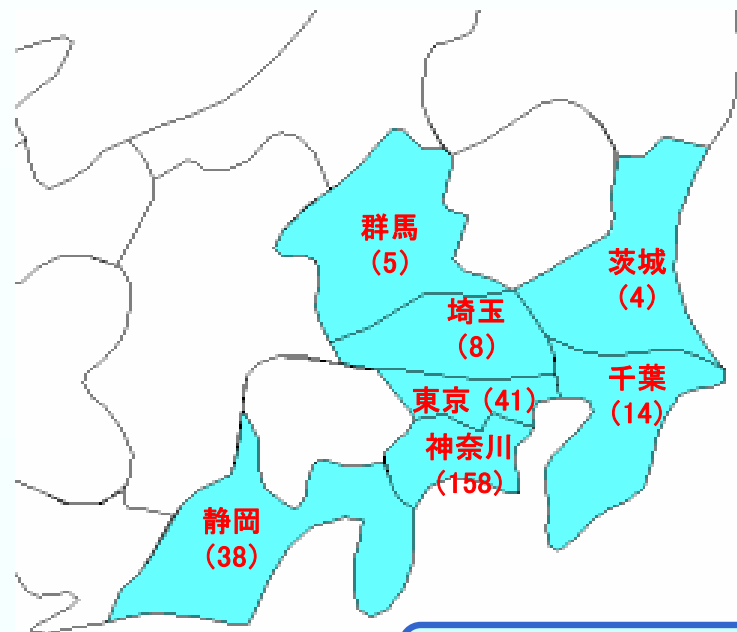 群馬
(5)
茨城
(4)
埼玉
(8)
千葉
(14)
東京 (41)
神奈川
(158)
静岡
(38)